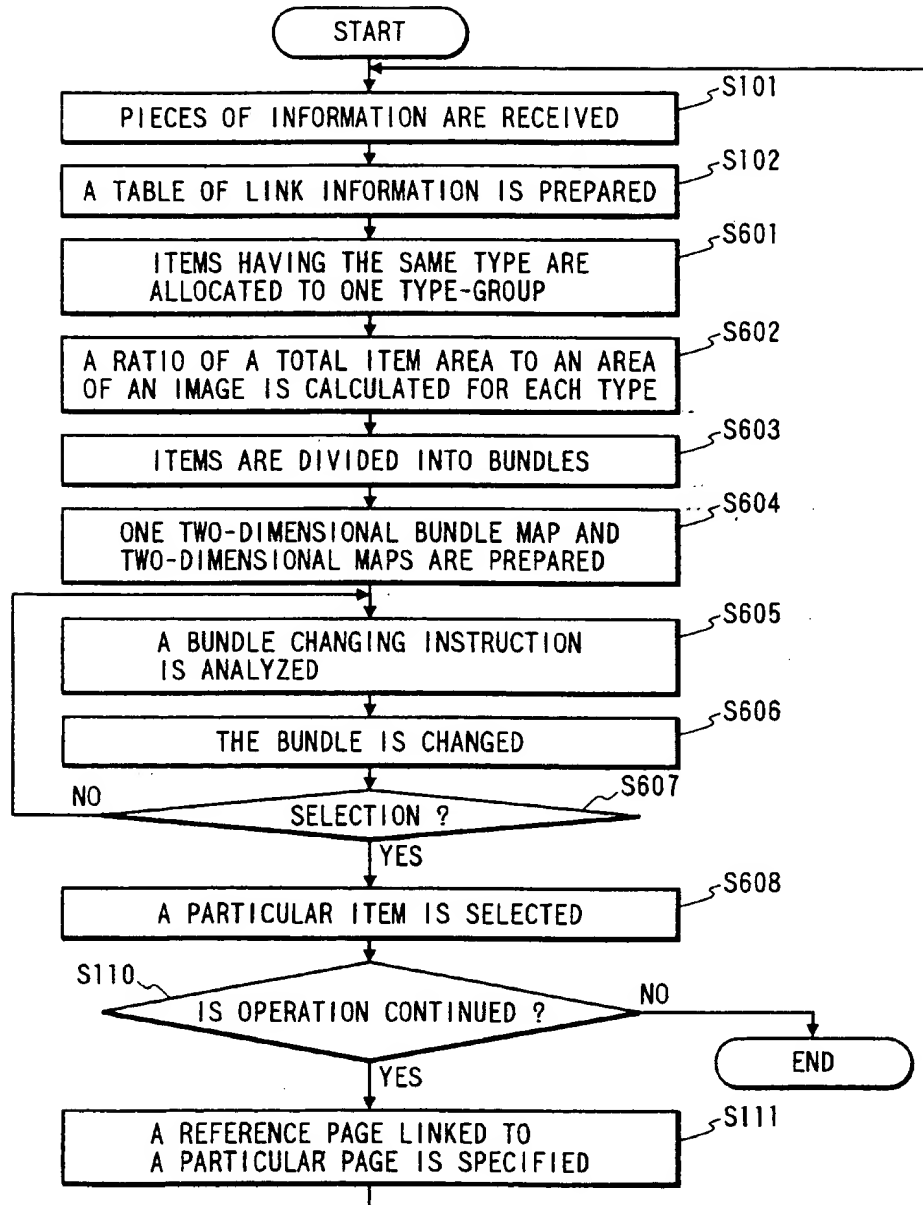 START
S101
PIECES OF INFORMATION ARE RECEIVED
S102
A TABLE OF LINK INFORMATION IS PREPARED
S601
ITEMS HAVING THE SAME TYPE ARE
ALLOCATED TO ONE TYPE-GROUP
S602
A RATIO OF A TOTAL ITEM AREA TO AN AREA
OF AN IMAGE IS CALCULATED FOR EACH TYPE
S603
ITEMS ARE DIVIDED INTO BUNDLES
S604
ONE TWO-DIMENSIONAL BUNDLE MAP AND
TWO-DIMENSIONAL MAPS ARE PREPARED
S605
A BUNDLE CHANGING INSTRUCTION
IS ANALYZED
S606
THE BUNDLE IS CHANGED
S607
NO
SELECTION ?
YES
S608
A PARTICULAR ITEM IS SELECTED
S110
IS OPERATION CONTINUED ?
NO
END
YES
S111
A REFERENCE PAGE LINKED TO
A PARTICULAR PAGE IS SPECIFIED